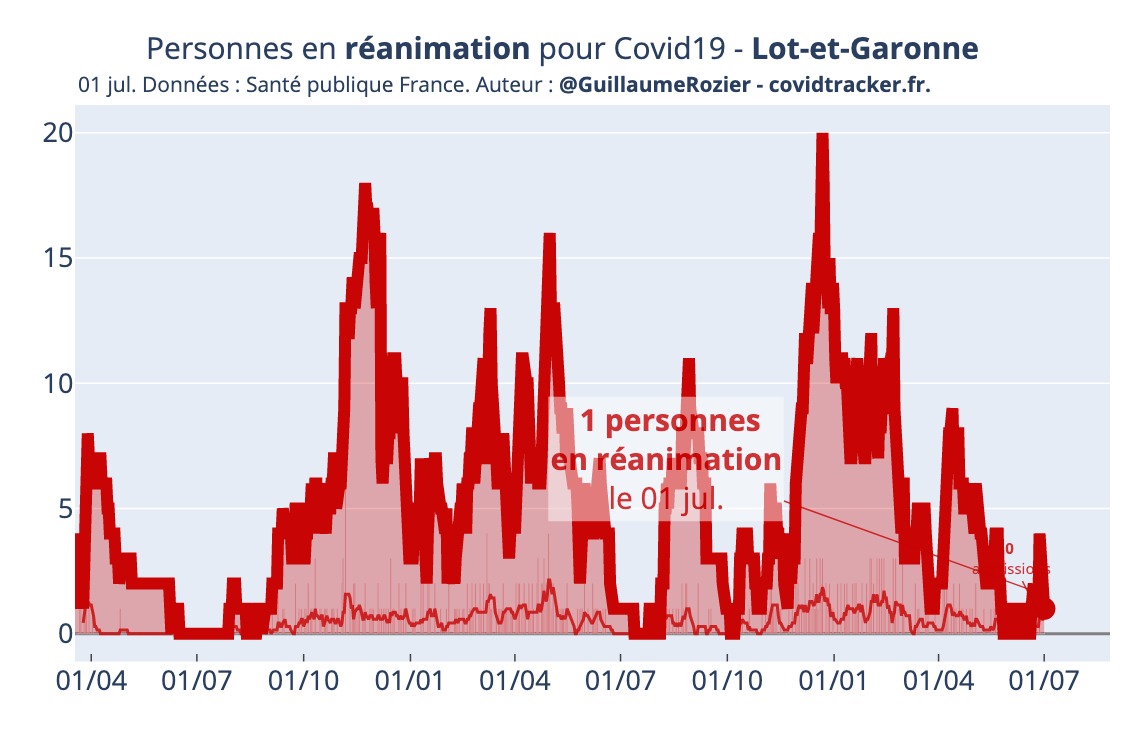 Personnes en réanimation pour Covid19 - Lot-et-Garonne
01 jul. Données : Santé publique France. Auteur : @GuillaumeRozier - covidtracker.fr.
20
15
10
5
0
1 personnes
en réanimation
le 01 jul.
0
admissions
01/04 01/07 01/10 01/01 01/04 01/07 01/10 01/01 01/04 01/07